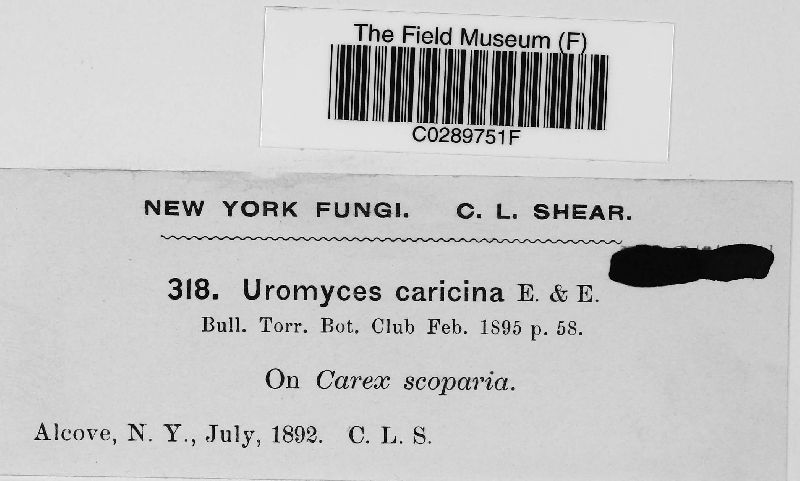 The Field Museum (F)
C0289751F
NEW YORK FUNGI. C. L. SHEAR.
318. Uromyces caricina E. & E.
Bull. Torr. Bot. Club Feb. 1895 p. 58.
On Carex scoparia.
Alcove, N. Y., July, 1892. C. L. S.